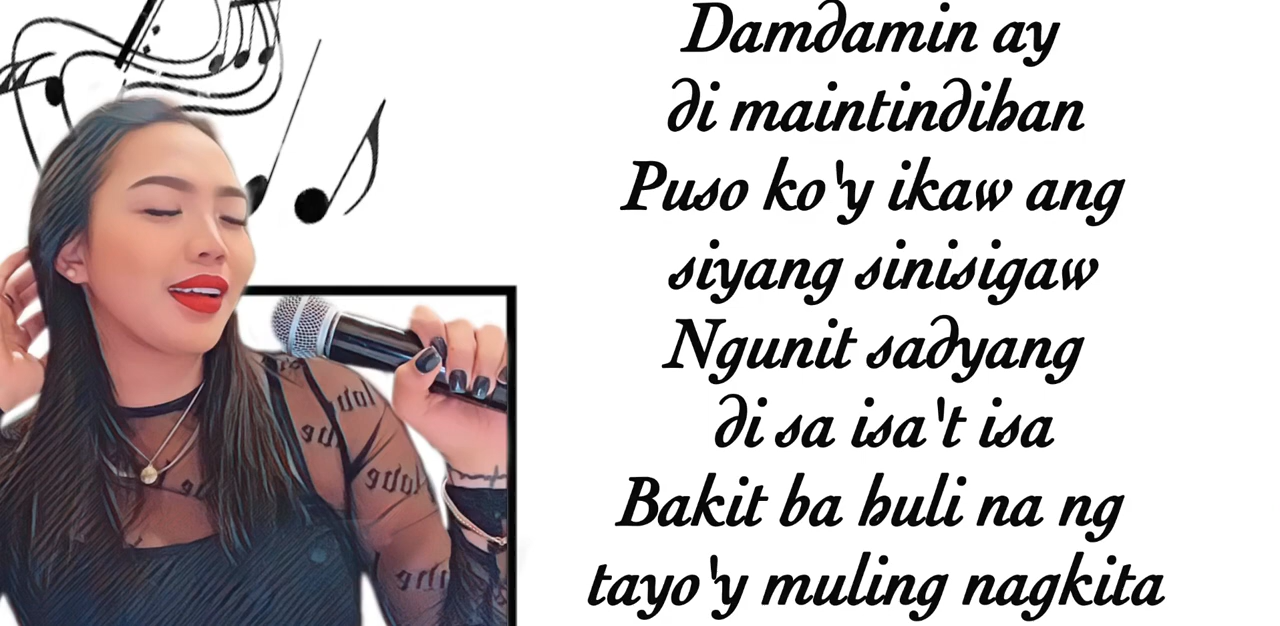 Damdamin ay
di maintindihan
Puso ko'y ikaw ang
siyang sinisigaw
Ngunit sadyang
di sa isa't isa
Bakit ba huli na ng
tayo'y muling nagkita